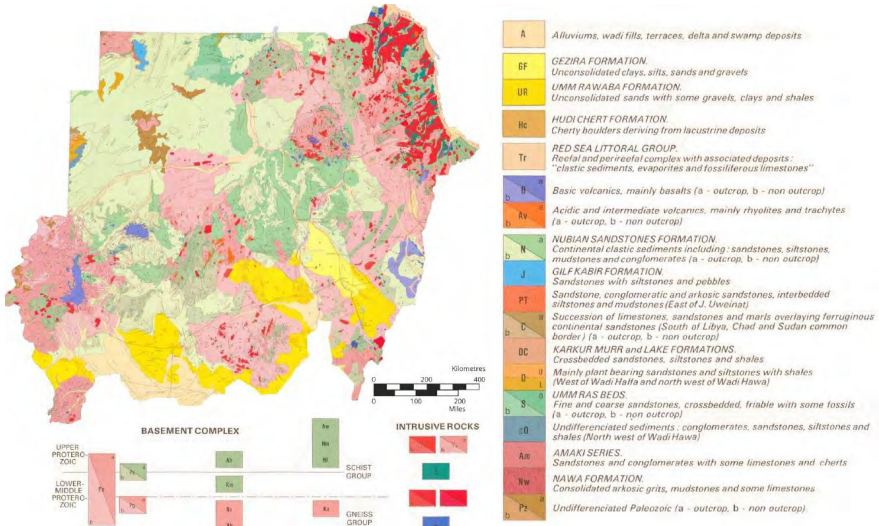 A Alluviums, wadi fills, terraces, delta and swamp deposits
GF GEZIRA FORMATION.
Unconsolidated clays, silts, sands and gravels
UR UMM RAWABA FORMATION.
Unconsolidated sands with some gravels, clays and shales
Hc HUDI CHERT FORMATION.
Cherty boulders deriving from lacustrine deposits
Tr RED SEA LITTORAL GROUP.
Reefal and perireefal complex with associated deposits:
"clastic sediments, evaporites and fossiliferous limestones"
B a b Basic volcanics, mainly basalts (a - outcrop, b - non outcrop)
Av a b Acidic and intermediate volcanics, mainly rhyolites and trachytes
(a - outcrop, b - non outcrop)
N a b NUBIAN SANDSTONES FORMATION.
Continental clastic sediments including: sandstones, siltstones,
mudstones and conglomerates (a - outcrop, b - non outcrop)
J GILF KABIR FORMATION.
Sandstones with siltstones and pebbles
PT Sandstone, conglomeratic and arkosic sandstones, interbedded
siltstones and mudstones (East of J. Uweinat)
C a b Succession of limestones, sandstones and marls overlaying ferruginous
continental sandstones (South of Libya, Chad and Sudan common
border) (a - outcrop, b - non outcrop)
DC KARKUR MURR and LAKE FORMATIONS.
Crossbedded sandstones, siltstones and shales
D Mainly plant bearing sandstones and siltstones with shales
(West of Wadi Halfa and north west of Wadi Hawa)
S a b UMM RAS BEDS.
Fine and coarse sandstones, crossbedded, friable with some fossils
(a - outcrop, b - non outcrop)
Undifferentiated sediments: conglomerates, sandstones, siltstones and
shales (North west of Wadi Hawa)
Am AMAKI SERIES.
Sandstones and conglomerates with some limestones and cherts
Nw NAWA FORMATION.
Consolidated arkosic grits, mudstones and some limestones
Pz a b Undifferentiated Paleozoic (a - outcrop, b - non outcrop)
Kilometres
0 200 400
0 100 200
Miles
BASEMENT COMPLEX
INTRUSIVE ROCKS
UPPER
PROTERO-
ZOIC
SCHIST
GROUP
LOWER-
MIDDLE
PROTERO-
ZOIC
GNEISS
GROUP